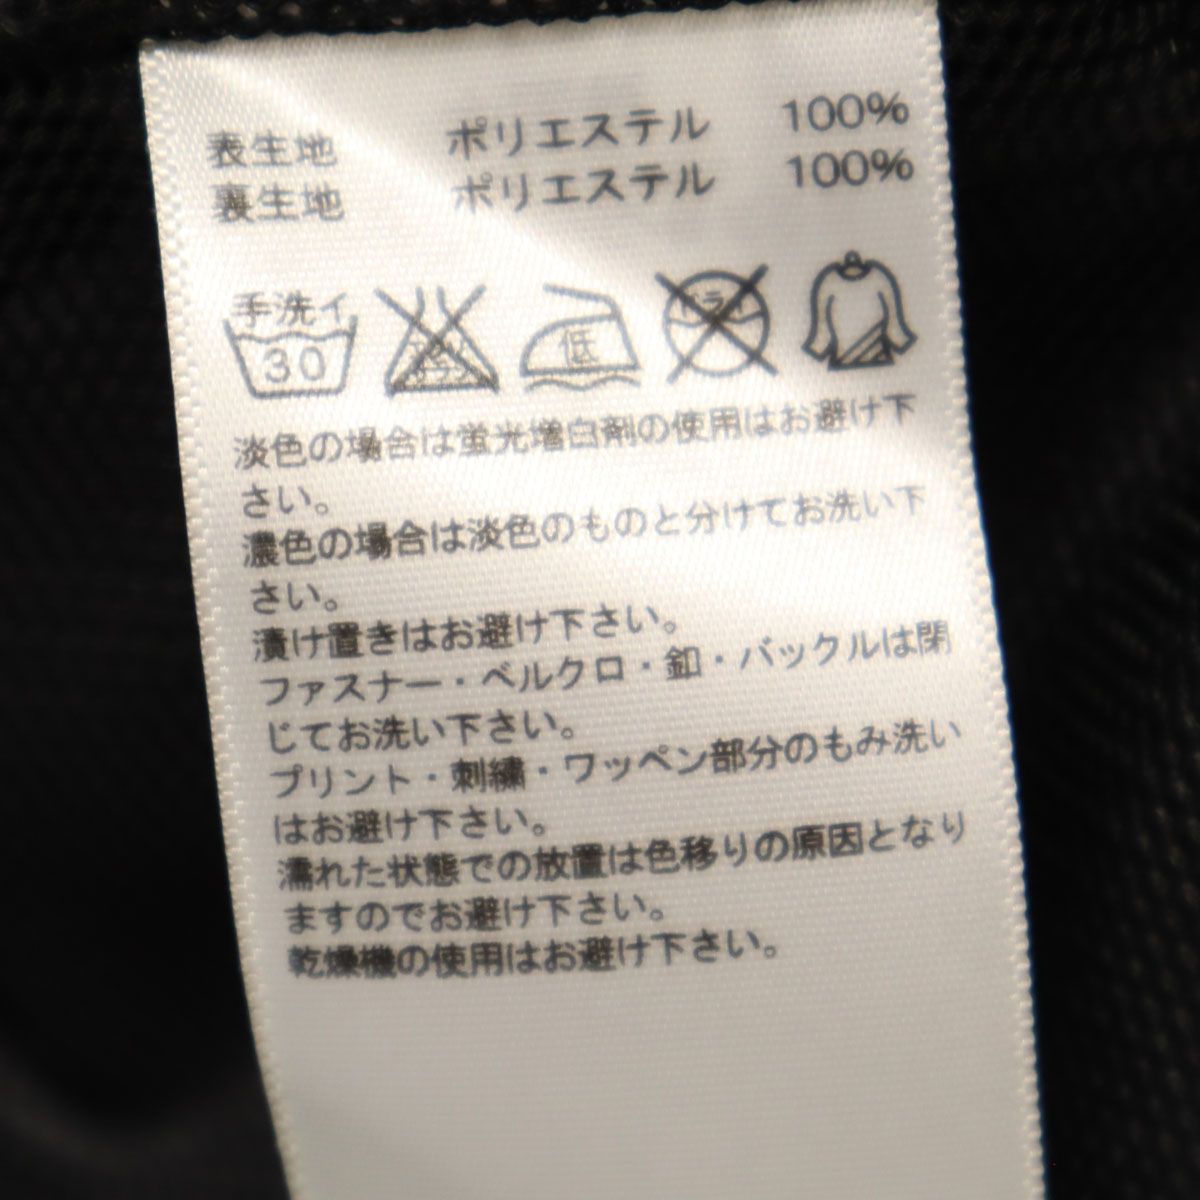 表生地 ポリエステル 100%
裏生地 ポリエステル 100%
手洗イ 30 低 ドライ
淡色の場合は蛍光増白剤の使用はお避け下
さい。
濃色の場合は淡色のものと分けてお洗い下
さい。
漬け置きはお避け下さい。
ファスナー・ベルクロ・釦・バックルは閉
じてお洗い下さい。
プリント・刺繍・ワッペン部分のもみ洗い
はお避け下さい。
濡れた状態での放置は色移りの原因となり
ますのでお避け下さい。
乾燥機の使用はお避け下さい。